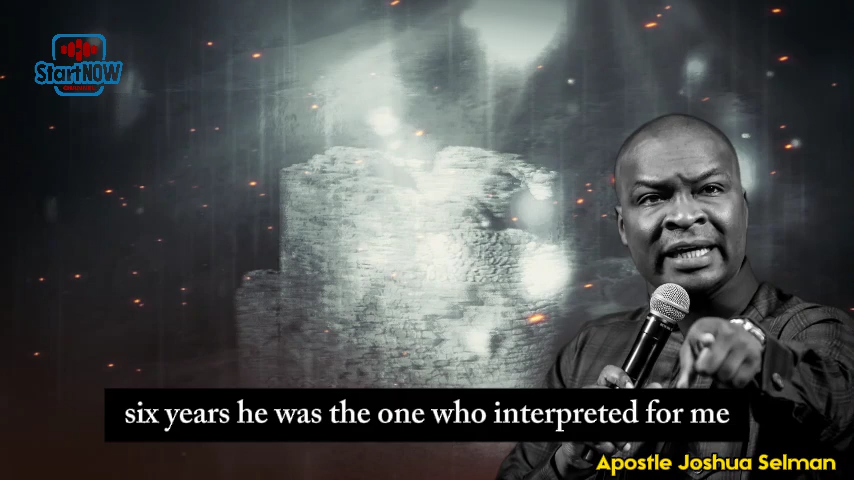 StartNOW
six years he was the one who interpreted for me
Apostle Joshua Selman